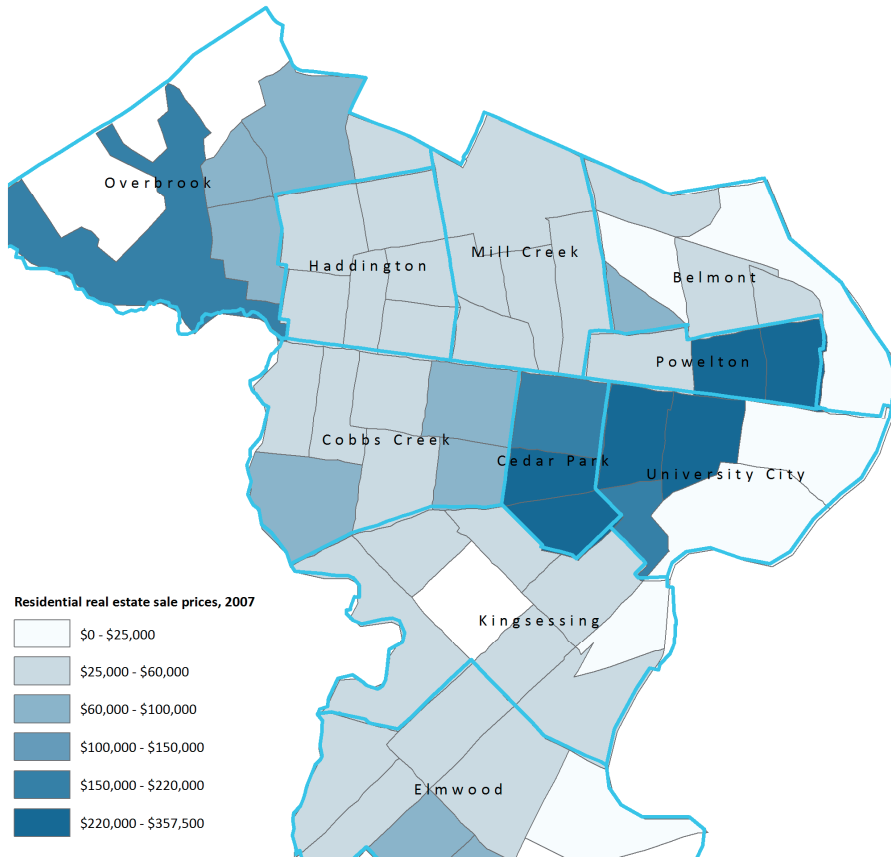 Overbrook
Haddington
Mill Creek
Belmont
Powelton
Cobbs Creek
Cedar Park
University City
Kingsessing
Elmwood
Residential real estate sale prices, 2007
$0 - $25,000
$25,000 - $60,000
$60,000 - $100,000
$100,000 - $150,000
$150,000 - $220,000
$220,000 - $357,500